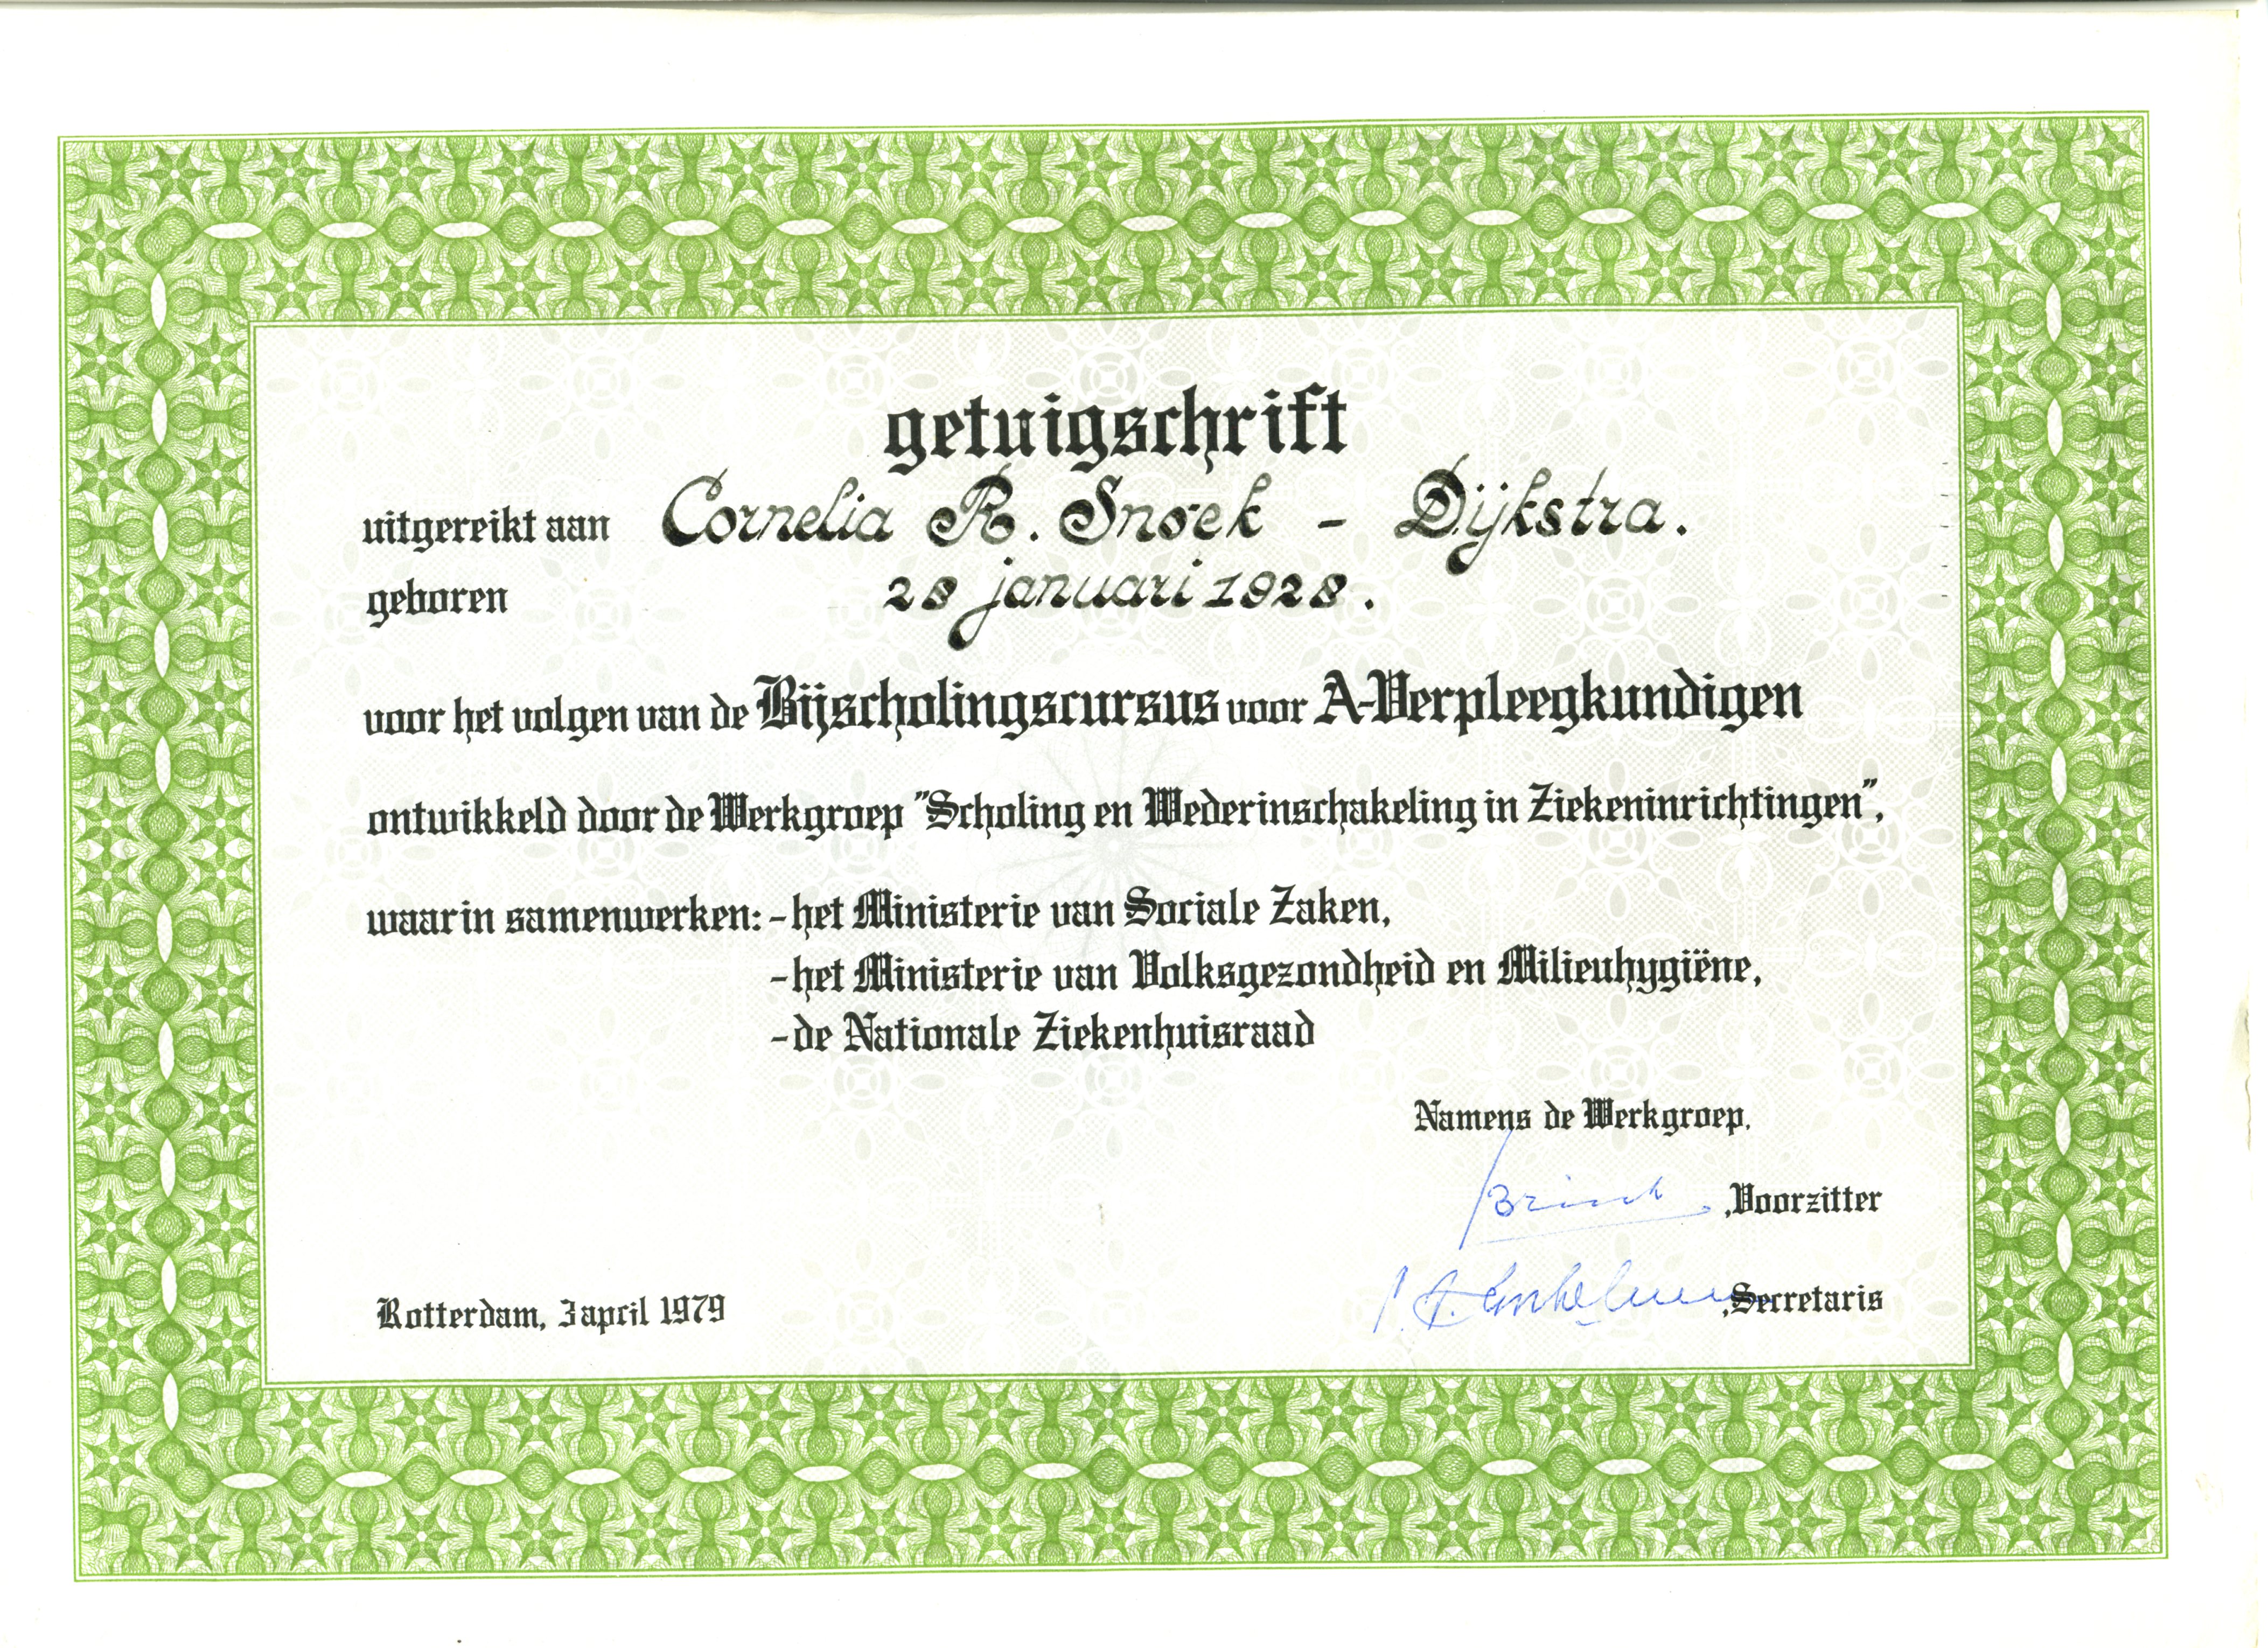 getuigschrift
uitgereikt aan Cornelia R. Snoek - Dijkstra.
geboren 28 januari 1928.
voor het volgen van de Bijscholingscursus voor A-Verpleegkundigen
ontwikkeld door de Werkgroep "Scholing en Wederinschakeling in Ziekeninrichtingen",
waarin samenwerken: - het Ministerie van Sociale Zaken,
- het Ministerie van Volksgezondheid en Milieuhygiëne,
- de Nationale Ziekenhuisraad
Namens de Werkgroep,
,Voorzitter
Rotterdam, 3 april 1979 ,Secretaris